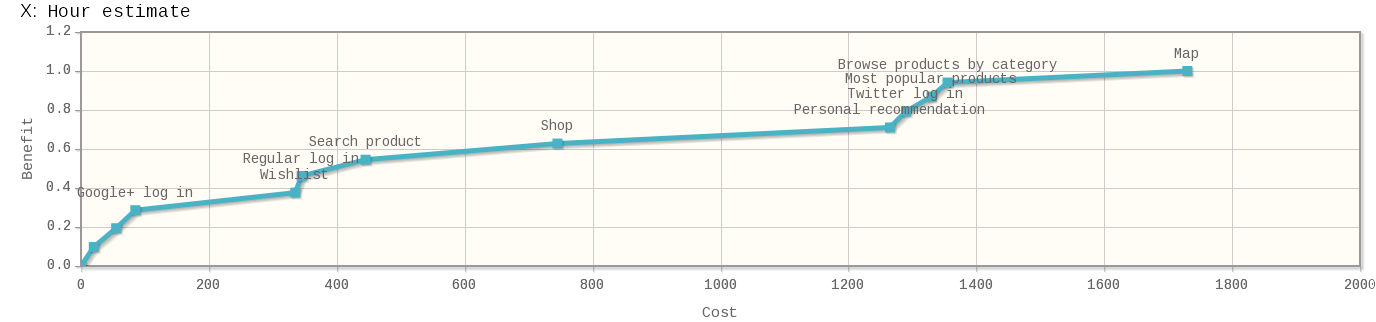 X: Hour estimate
1.2
1.0
0.8
0.6
0.4
0.2
0.0
Benefit
Map
Browse products by category
Most popular products
Twitter log in
Personal recommendation
Shop
Search product
Regular log in
Wishlist
Google+ log in
0 200 400 600 800 1000 1200 1400 1600 1800 2000
Cost